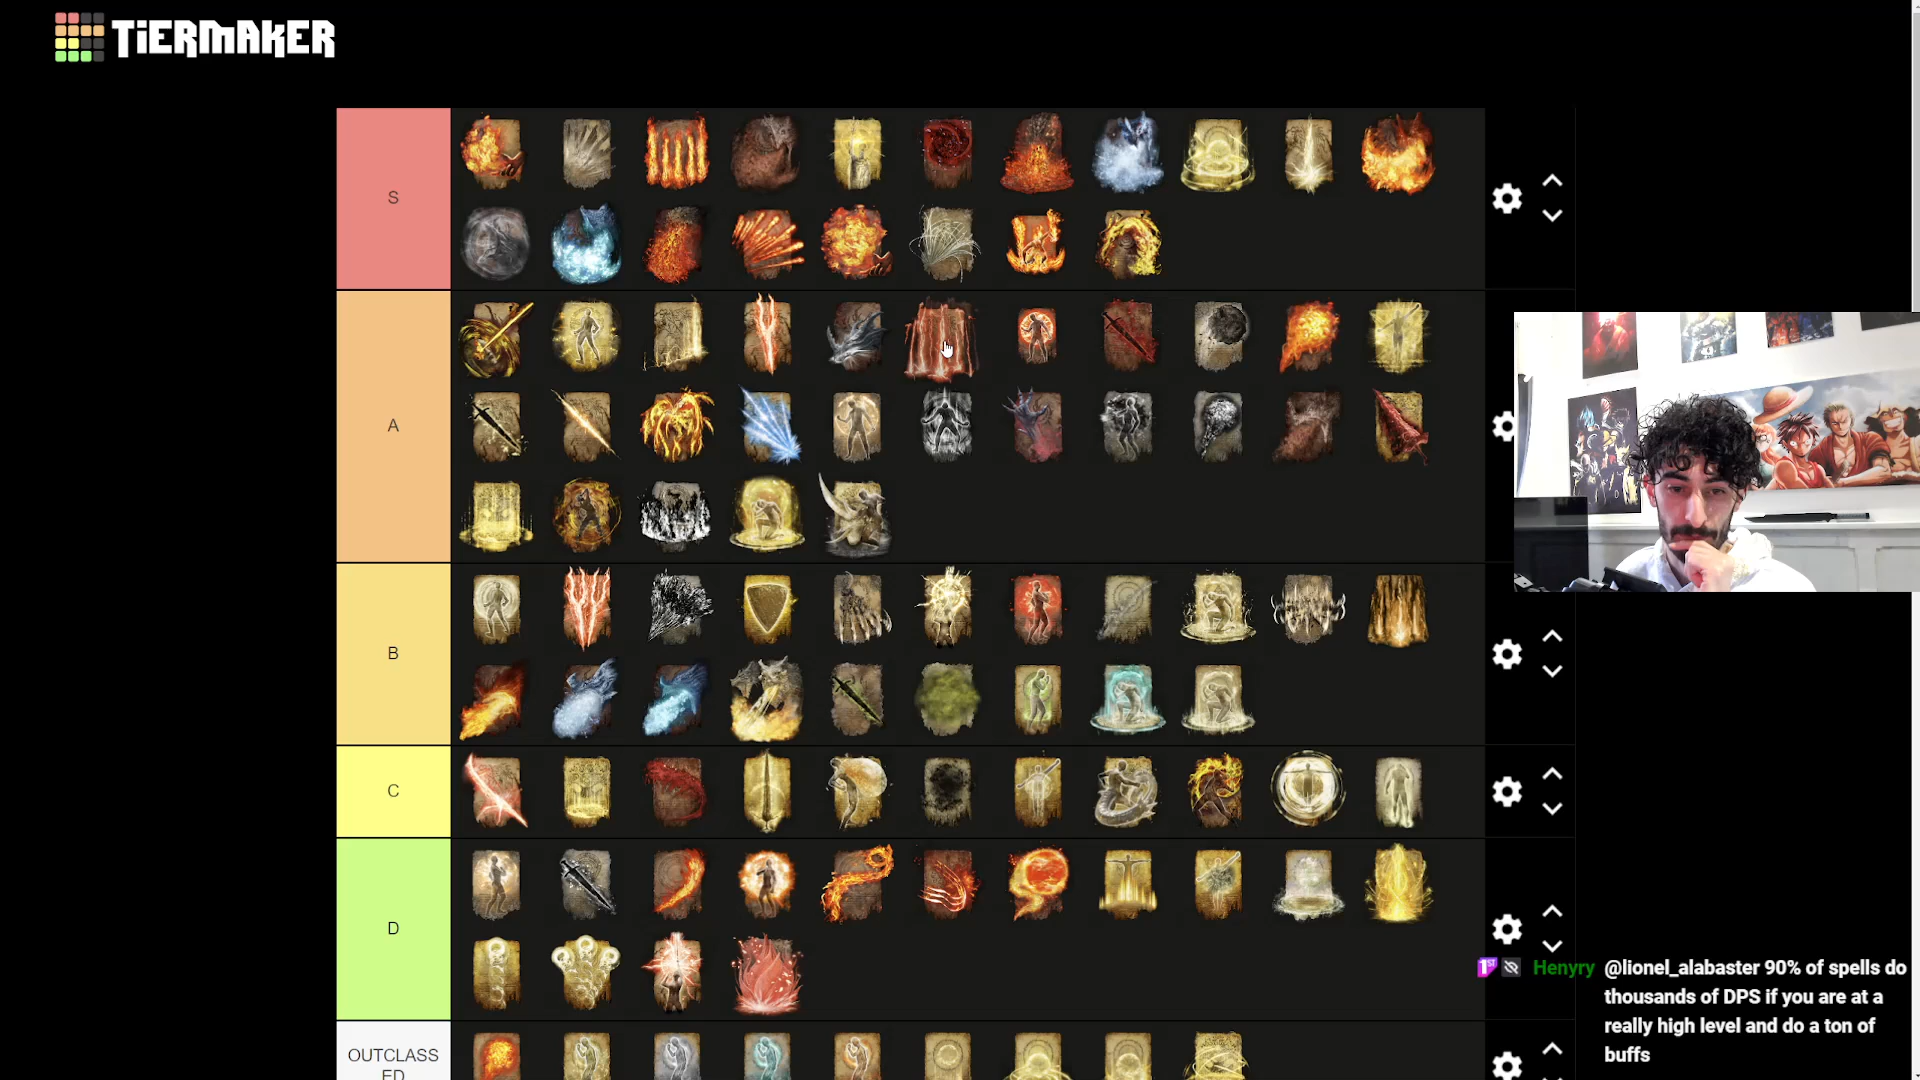 TiERMAKER
S
A
B
C
D
OUTCLASS
ED
1ST Henyry @lionel_alabaster 90% of spells do
thousands of DPS if you are at a
really high level and do a ton of
buffs